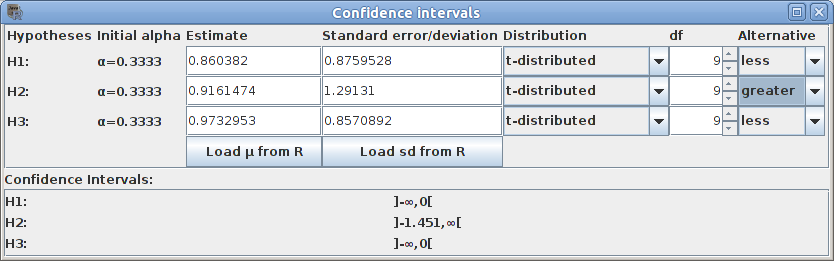 Confidence intervals
Hypotheses Initial alpha Estimate Standard error/deviation Distribution df Alternative
H1: α=0.3333 0.860382 0.8759528 t-distributed 9 less
H2: α=0.3333 0.9161474 1.29131 t-distributed 9 greater
H3: α=0.3333 0.9732953 0.8570892 t-distributed 9 less
Load μ from R Load sd from R
Confidence Intervals:
H1: ]-∞,0[
H2: ]-1.451,∞[
H3: ]-∞,0[